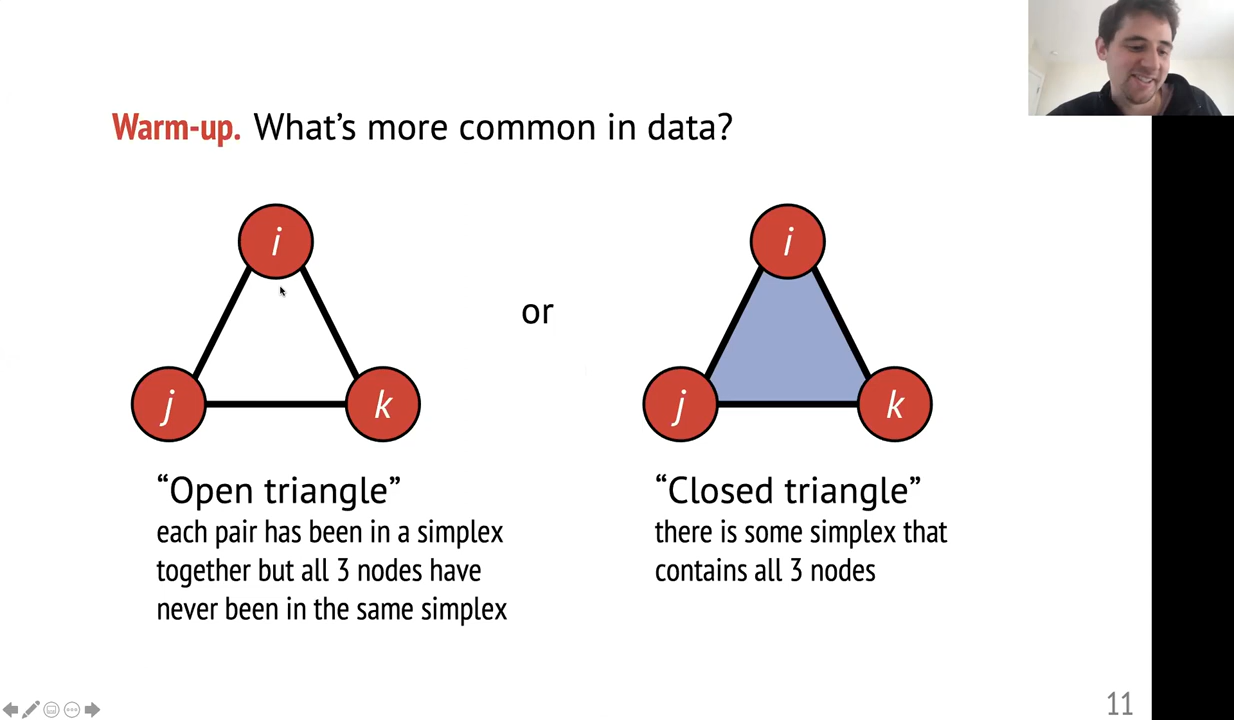 Warm-up. What's more common in data?
i
j
k
or
i
j
k
“Open triangle”
each pair has been in a simplex
together but all 3 nodes have
never been in the same simplex
“Closed triangle”
there is some simplex that
contains all 3 nodes
11